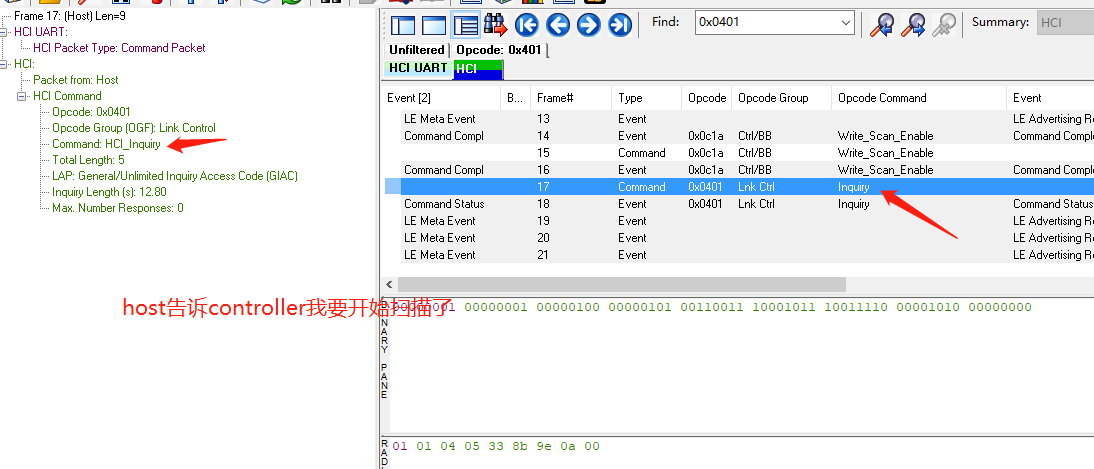 Frame 17: (Host) Len=9
HCI UART:
HCI Packet Type: Command Packet
HCI:
Packet from: Host
HCI Command
Opcode: 0x0401
Opcode Group (OGF): Link Control
Command: HCI_Inquiry
Total Length: 5
LAP: General/Unlimited Inquiry Access Code (GIAC)
Inquiry Length (s): 12.80
Max. Number Responses: 0
Find: 0x0401 Summary: HCI
Unfiltered Opcode: 0x401
HCI UART HCI
Event [2] B... Frame# Type Opcode Opcode Group Opcode Command Event
LE Meta Event 13 Event LE Advertising Re
Command Compl 14 Event 0x0c1a Ctrl/BB Write_Scan_Enable Command Comple
15 Command 0x0c1a Ctrl/BB Write_Scan_Enable
Command Compl 16 Event 0x0c1a Ctrl/BB Write_Scan_Enable Command Comple
17 Command 0x0401 Lnk Ctrl Inquiry
Command Status 18 Event 0x0401 Lnk Ctrl Inquiry Command Status
LE Meta Event 19 Event LE Advertising Re
LE Meta Event 20 Event LE Advertising Re
LE Meta Event 21 Event LE Advertising Re
host告诉controller我要开始扫描了
00000001 00000100 00000101 00110011 10001011 10011110 00001010 00000000
NARY PANE
RAD
01 01 04 05 33 8b 9e 0a 00